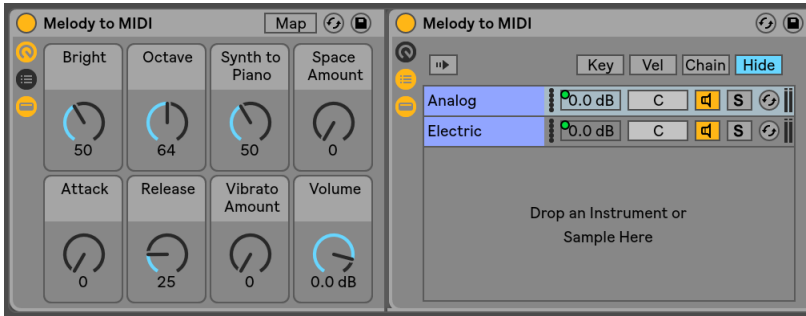 Melody to MIDI
Map
Bright
Octave
Synth to
Piano
Space
Amount
50
64
50
0
Attack
Release
Vibrato
Amount
Volume
0
25
0
0.0 dB
Melody to MIDI
Key
Vel
Chain
Hide
Analog
0.0 dB
C
S
Electric
0.0 dB
C
S
Drop an Instrument or
Sample Here